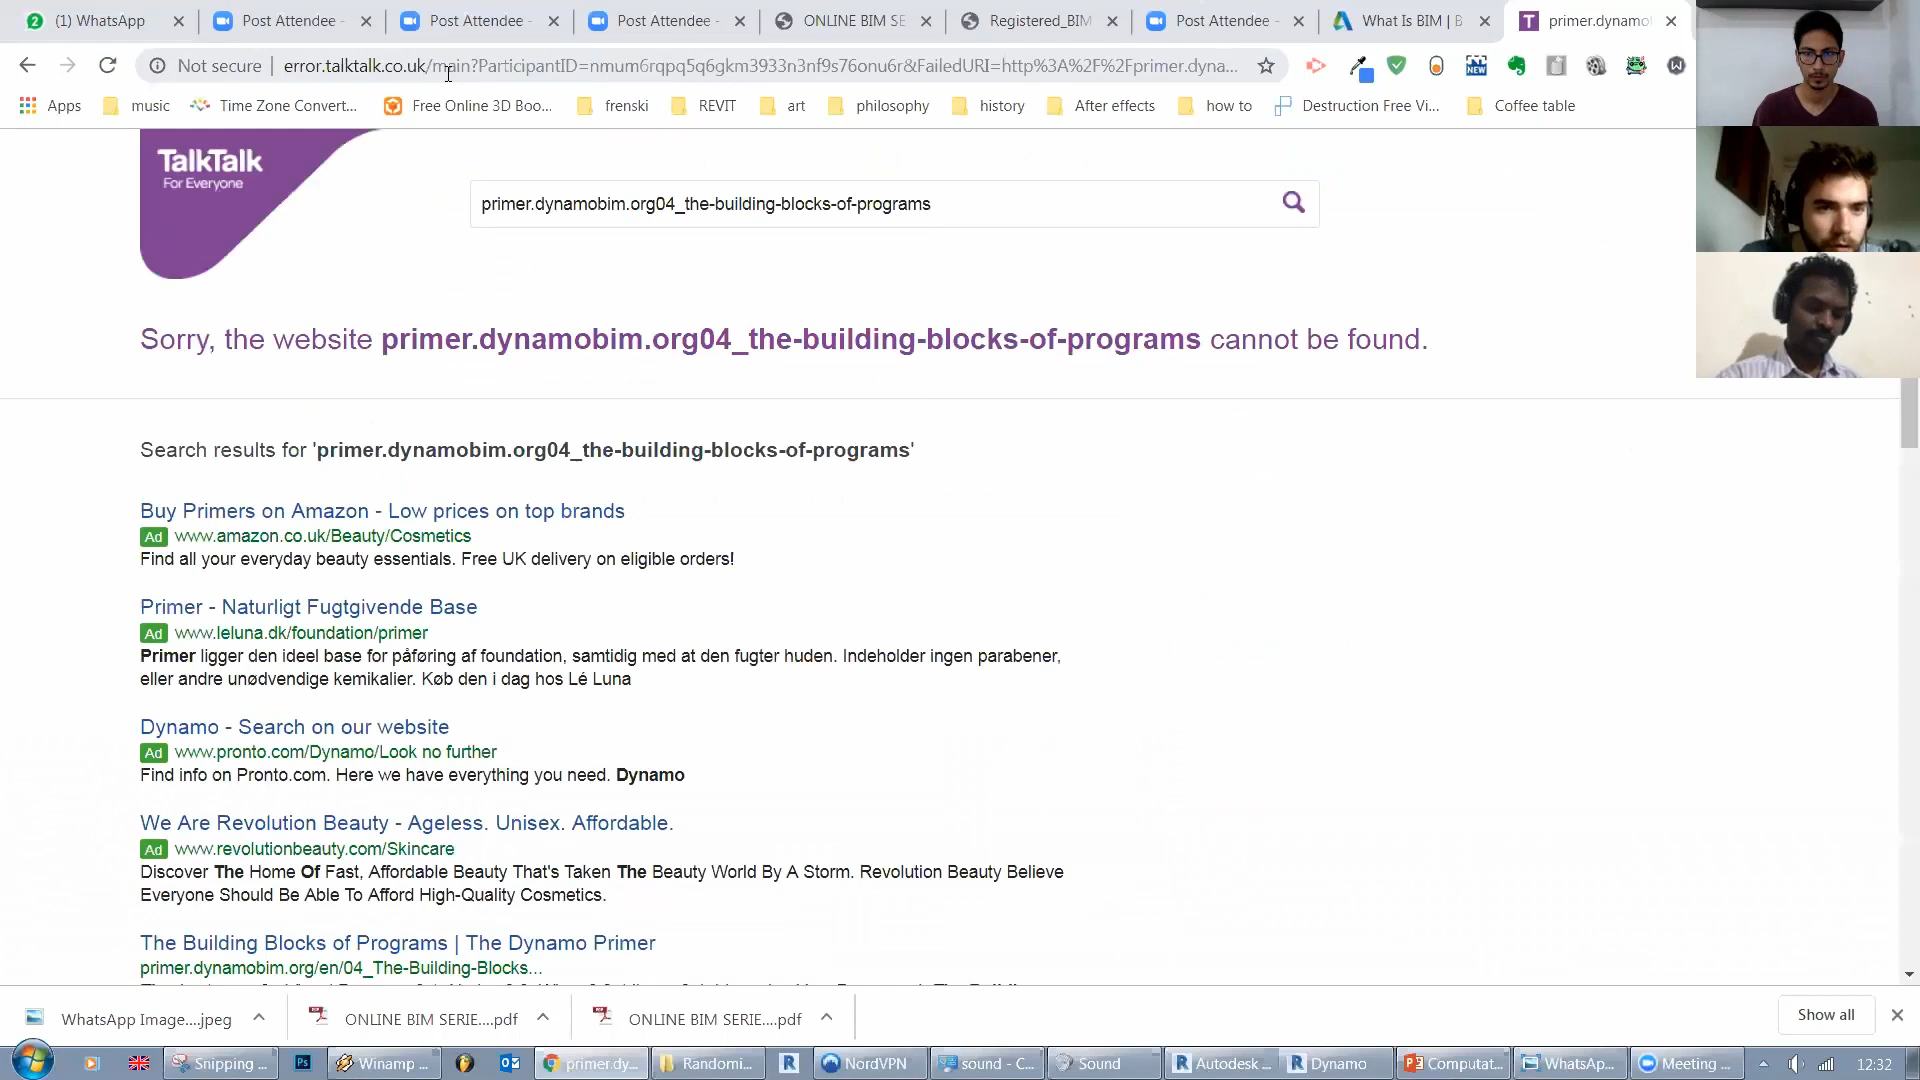 (1) WhatsApp
Post Attendee -
Post Attendee -
Post Attendee -
ONLINE BIM SE
Registered_BIM
Post Attendee -
What Is BIM | B
primer.dynamo
Not secure | error.talktalk.co.uk/main?ParticipantID=nmum6rqpq5q6gkm3933n3nf9s76onu6r&FailedURI=http%3A%2F%2Fprimer.dyna...
NEW
Apps
music
Time Zone Convert...
Free Online 3D Boo...
frenski
REVIT
art
philosophy
history
After effects
how to
Destruction Free Vi...
Coffee table
TalkTalk
For Everyone
primer.dynamobim.org04_the-building-blocks-of-programs
Sorry, the website primer.dynamobim.org04_the-building-blocks-of-programs cannot be found.
Search results for 'primer.dynamobim.org04_the-building-blocks-of-programs'
Buy Primers on Amazon - Low prices on top brands
Ad www.amazon.co.uk/Beauty/Cosmetics
Find all your everyday beauty essentials. Free UK delivery on eligible orders!
Primer - Naturligt Fugtgivende Base
Ad www.leluna.dk/foundation/primer
Primer ligger den ideel base for påføring af foundation, samtidig med at den fugter huden. Indeholder ingen parabener,
eller andre unødvendige kemikalier. Køb den i dag hos Lé Luna
Dynamo - Search on our website
Ad www.pronto.com/Dynamo/Look no further
Find info on Pronto.com. Here we have everything you need. Dynamo
We Are Revolution Beauty - Ageless. Unisex. Affordable.
Ad www.revolutionbeauty.com/Skincare
Discover The Home Of Fast, Affordable Beauty That's Taken The Beauty World By A Storm. Revolution Beauty Believe
Everyone Should Be Able To Afford High-Quality Cosmetics.
The Building Blocks of Programs | The Dynamo Primer
primer.dynamobim.org/en/04_The-Building-Blocks...
WhatsApp Image....jpeg
ONLINE BIM SERIE....pdf
ONLINE BIM SERIE....pdf
Show all
Snipping ...
Ps
Winamp ...
primer.dy...
Randomi...
R
NordVPN
sound - C...
Sound
R Autodesk ...
R Dynamo
Computat...
WhatsAp...
Meeting ...
12:32